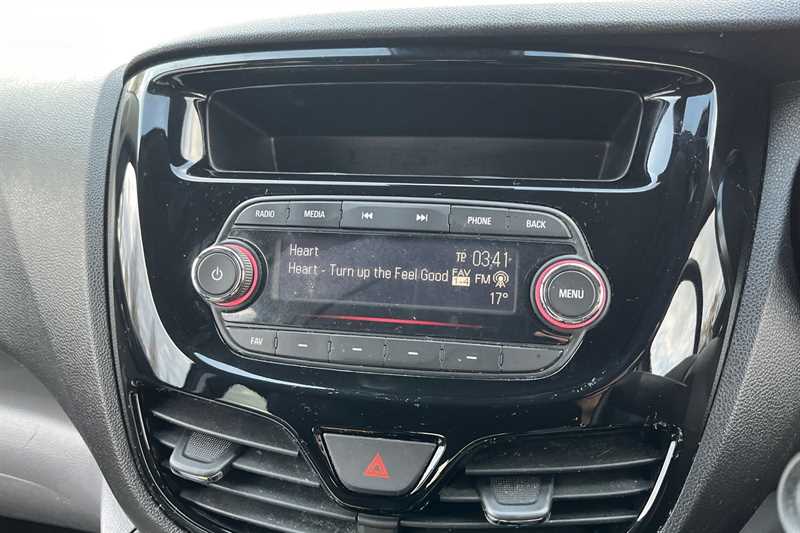 RADIO MEDIA PHONE BACK
Heart TP 03:41
Heart - Turn up the Feel Good FAV 1-4 FM
17°
MENU
FAV